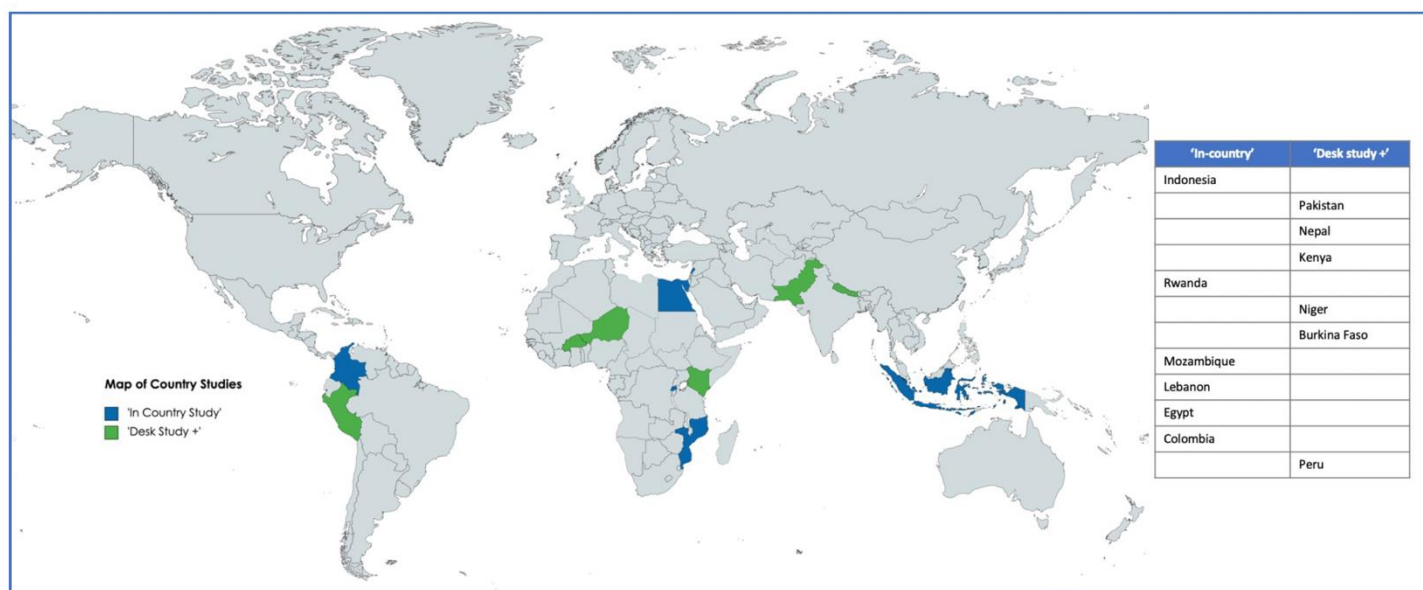 Map of Country Studies
'In Country Study'
'Desk Study +'
‘In-country’ ‘Desk study +’
Indonesia
Pakistan
Nepal
Kenya
Rwanda
Niger
Burkina Faso
Mozambique
Lebanon
Egypt
Colombia
Peru